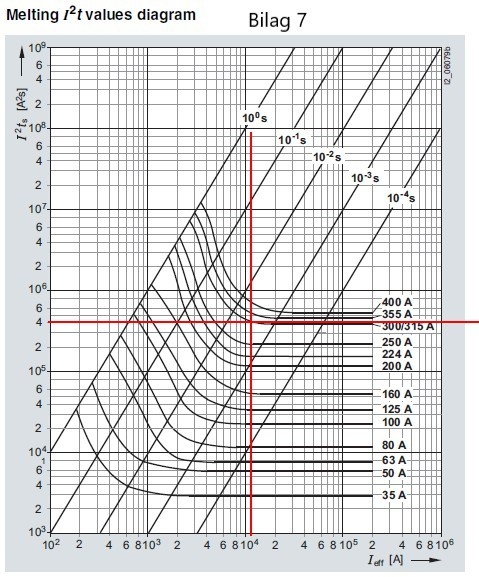 Melting I²t values diagram
Bilag 7
I²tₛ [A²s]
10⁹
6
4
2
10⁸
6
4
2
10⁷
6
4
2
10⁶
6
4
2
10⁵
6
4
2
10⁴
1
6
4
2
10³
I2_06079b
10⁰s
10⁻¹s
10⁻²s
10⁻³s
10⁻⁴s
400 A
355 A
300/315 A
250 A
224 A
200 A
160 A
125 A
100 A
80 A
63 A
50 A
35 A
10² 2 4 6 8 10³ 2 4 6 8 10⁴ 2 4 6 8 10⁵ 2 4 6 8 10⁶
I eff [A]